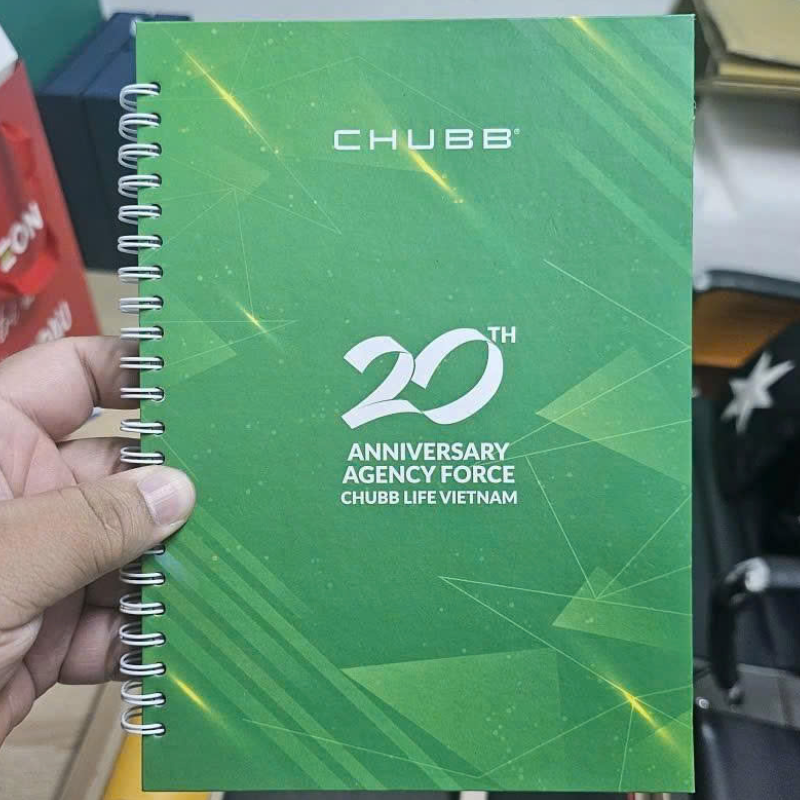 CHUBB®
20TH
ANNIVERSARY
AGENCY FORCE
CHUBB LIFE VIETNAM